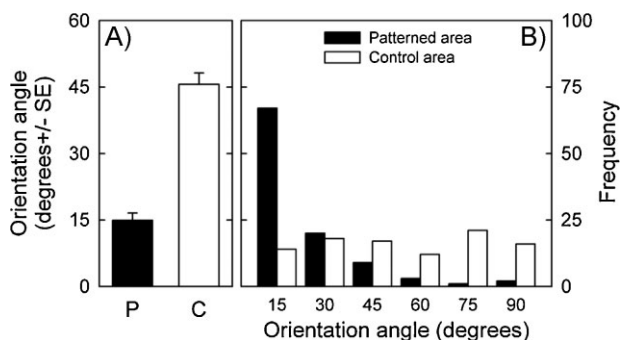 A)
B)
60
45
30
15
0
Orientation angle
(degrees+/- SE)
P
C
Patterned area
Control area
100
75
50
25
0
Frequency
15 30 45 60 75 90
Orientation angle (degrees)